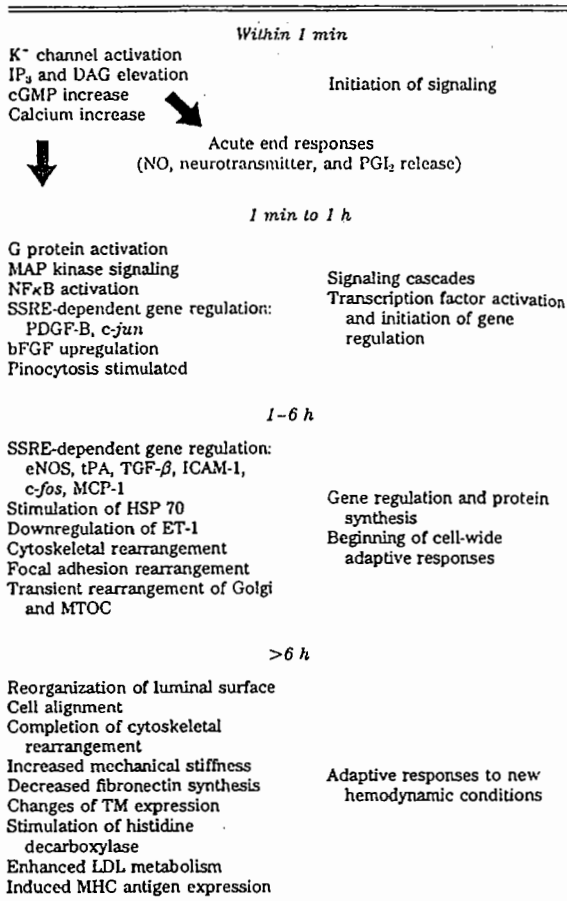 Within 1 min
K⁻ channel activation
IP₃ and DAG elevation
cGMP increase
Calcium increase
Initiation of signaling
Acute end responses
(NO, neurotransmitter, and PGI₂ release)
1 min to 1 h
G protein activation
MAP kinase signaling
NFκB activation
SSRE-dependent gene regulation:
PDGF-B, c-jun
bFGF upregulation
Pinocytosis stimulated
Signaling cascades
Transcription factor activation
and initiation of gene
regulation
1–6 h
SSRE-dependent gene regulation:
eNOS, tPA, TGF-β, ICAM-1,
c-fos, MCP-1
Stimulation of HSP 70
Downregulation of ET-1
Cytoskeletal rearrangement
Focal adhesion rearrangement
Transient rearrangement of Golgi
and MTOC
Gene regulation and protein
synthesis
Beginning of cell-wide
adaptive responses
>6 h
Reorganization of luminal surface
Cell alignment
Completion of cytoskeletal
rearrangement
Increased mechanical stiffness
Decreased fibronectin synthesis
Changes of TM expression
Stimulation of histidine
decarboxylase
Enhanced LDL metabolism
Induced MHC antigen expression
Adaptive responses to new
hemodynamic conditions